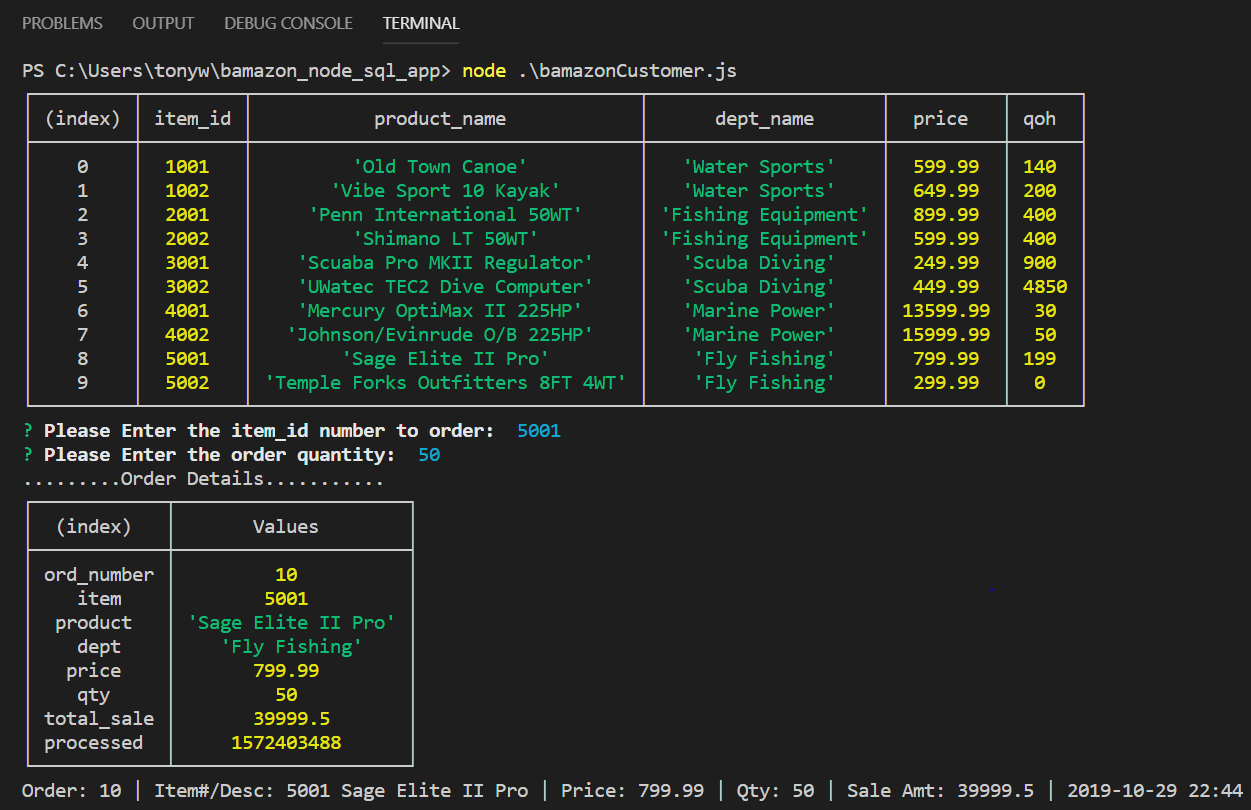 PROBLEMS OUTPUT DEBUG CONSOLE TERMINAL
PS C:\Users\tonyw\bamazon_node_sql_app> node .\bamazonCustomer.js
(index) item_id product_name dept_name price qoh
0 1001 'Old Town Canoe' 'Water Sports' 599.99 140
1 1002 'Vibe Sport 10 Kayak' 'Water Sports' 649.99 200
2 2001 'Penn International 50WT' 'Fishing Equipment' 899.99 400
3 2002 'Shimano LT 50WT' 'Fishing Equipment' 599.99 400
4 3001 'Scuaba Pro MKII Regulator' 'Scuba Diving' 249.99 900
5 3002 'UWatec TEC2 Dive Computer' 'Scuba Diving' 449.99 4850
6 4001 'Mercury OptiMax II 225HP' 'Marine Power' 13599.99 30
7 4002 'Johnson/Evinrude O/B 225HP' 'Marine Power' 15999.99 50
8 5001 'Sage Elite II Pro' 'Fly Fishing' 799.99 199
9 5002 'Temple Forks Outfitters 8FT 4WT' 'Fly Fishing' 299.99 0
? Please Enter the item_id number to order: 5001
? Please Enter the order quantity: 50
.........Order Details...........
(index) Values
ord_number 10
item 5001
product 'Sage Elite II Pro'
dept 'Fly Fishing'
price 799.99
qty 50
total_sale 39999.5
processed 1572403488
Order: 10 | Item#/Desc: 5001 Sage Elite II Pro | Price: 799.99 | Qty: 50 | Sale Amt: 39999.5 | 2019-10-29 22:44